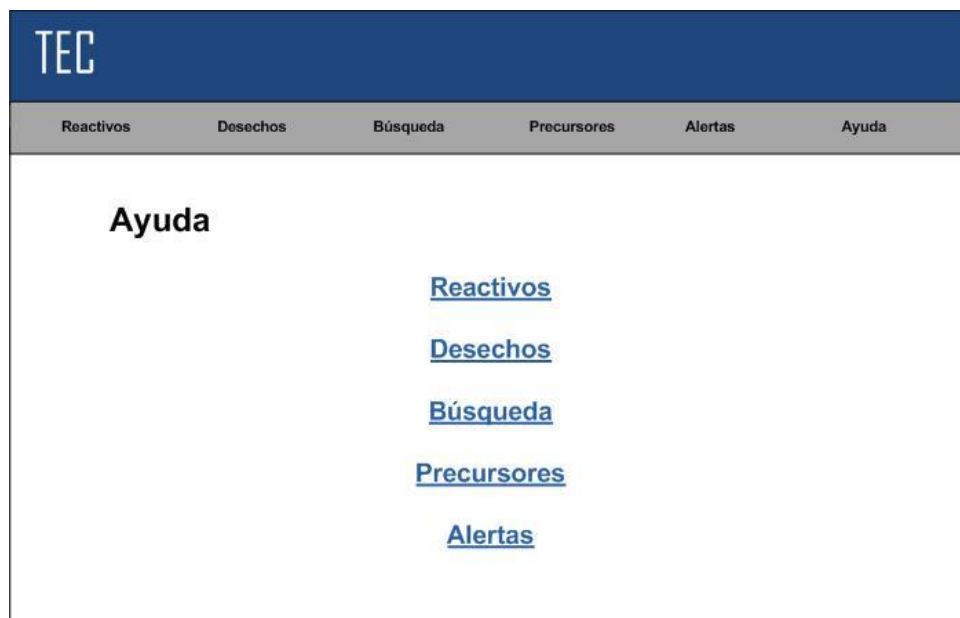 TEC
Reactivos Desechos Búsqueda Precursores Alertas Ayuda
Ayuda
Reactivos
Desechos
Búsqueda
Precursores
Alertas